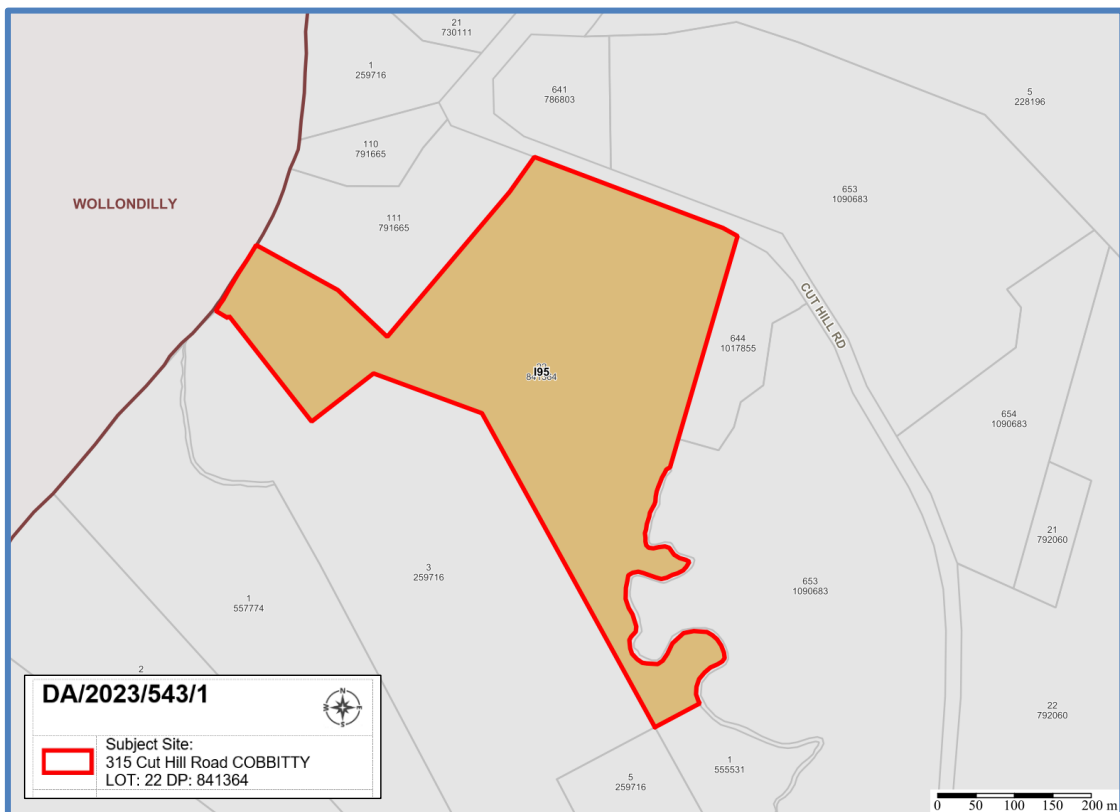 21
730111
1
259716
641
786803
5
228196
110
791665
WOLLONDILLY
653
1090683
111
791665
CUT HILL RD
644
1017855
I95
841364
654
1090683
21
792060
3
259716
653
1090683
1
557774
2
22
792060
1
555531
5
259716
DA/2023/543/1
N
W
E
S
Subject Site:
315 Cut Hill Road COBBITTY
LOT: 22 DP: 841364
0 50 100 150 200 m